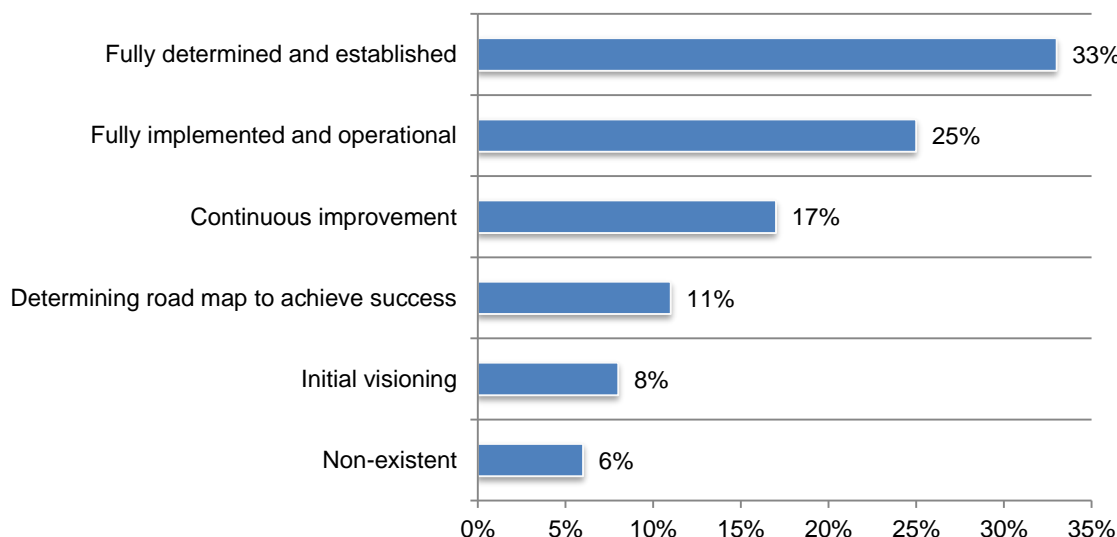 Fully determined and established 33%
Fully implemented and operational 25%
Continuous improvement 17%
Determining road map to achieve success 11%
Initial visioning 8%
Non-existent 6%
0% 5% 10% 15% 20% 25% 30% 35%